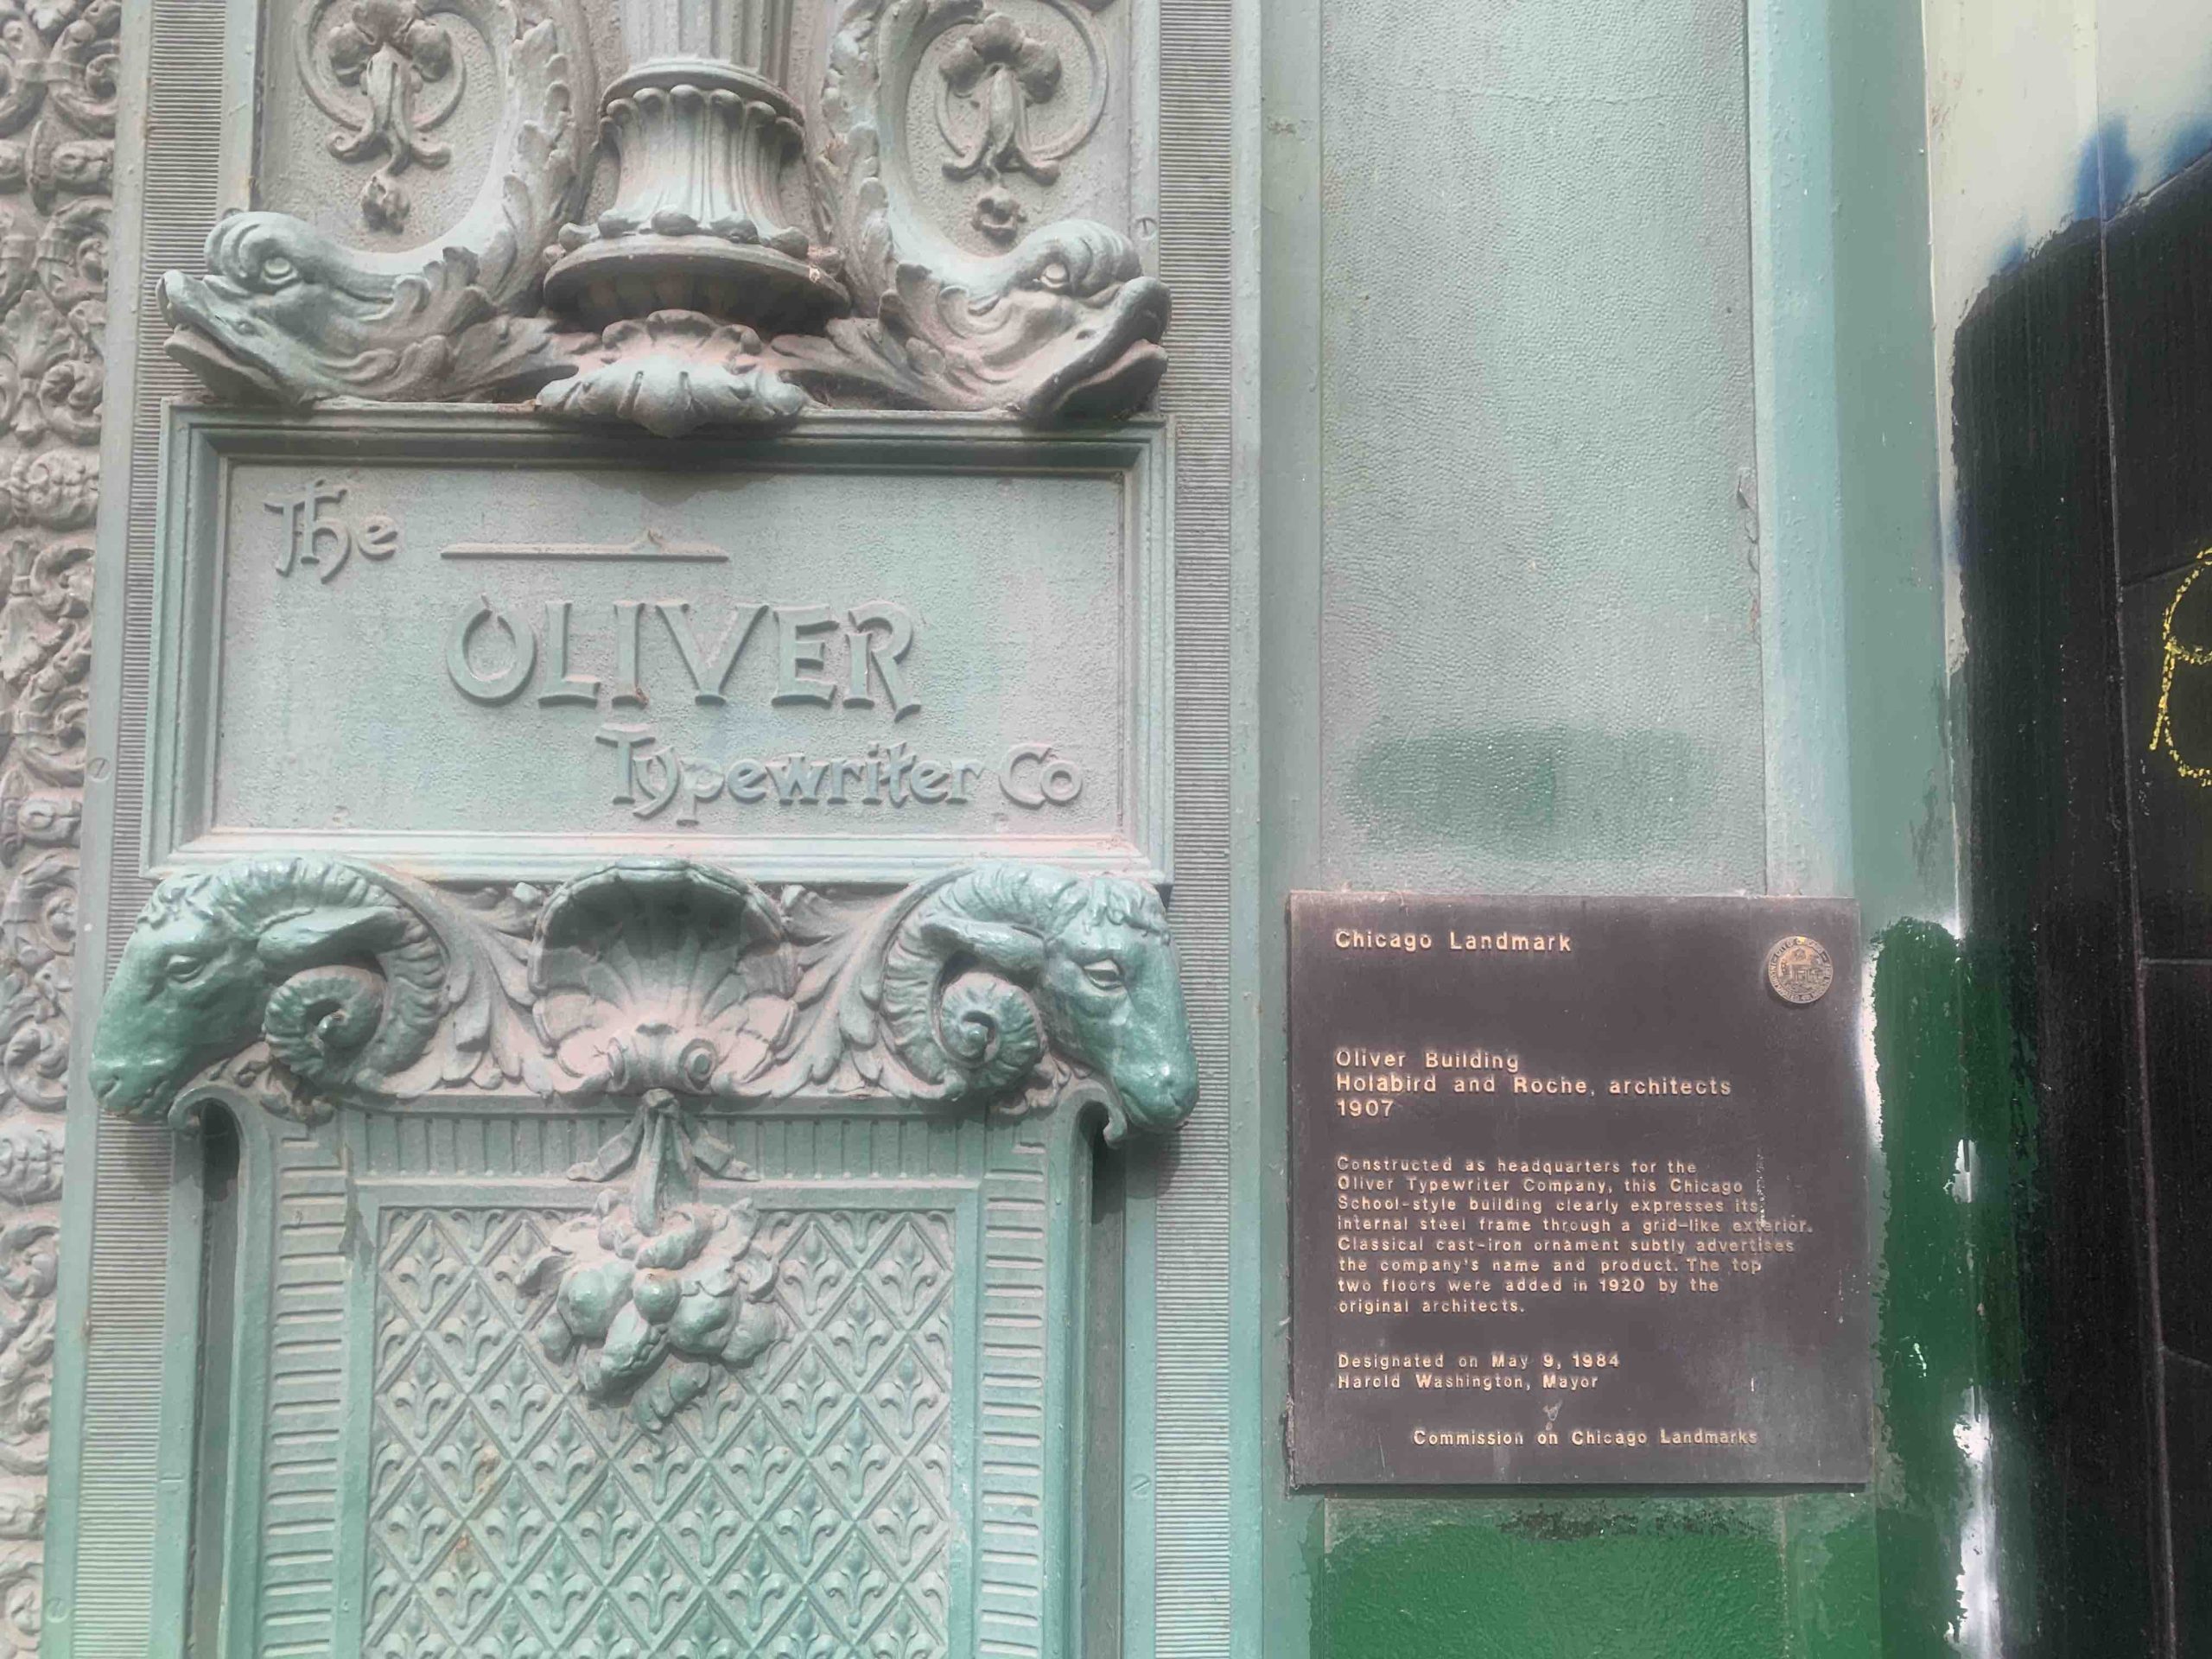 The
OLIVER
Typewriter Co
Chicago Landmark
Oliver Building
Holabird and Roche, architects
1907
Constructed as headquarters for the
Oliver Typewriter Company, this Chicago
School-style building clearly expresses its
internal steel frame through a grid-like exterior.
Classical cast-iron ornament subtly advertises
the company's name and product. The top
two floors were added in 1920 by the
original architects.
Designated on May 9, 1984
Harold Washington, Mayor
Commission on Chicago Landmarks